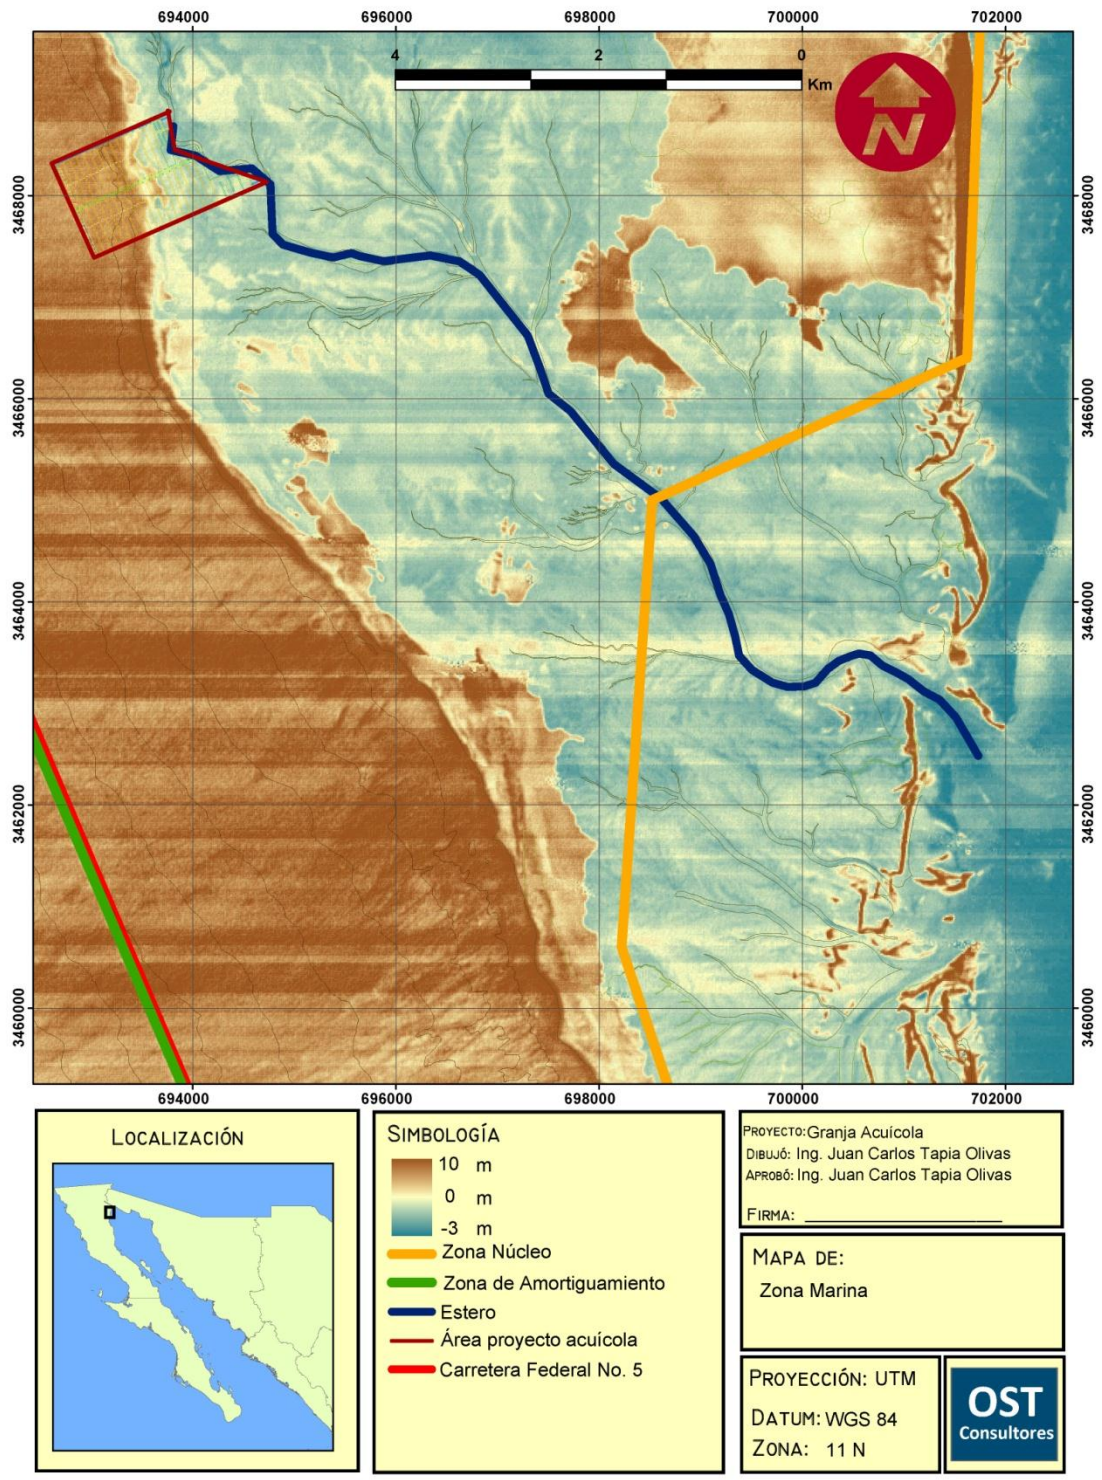 694000 696000 698000 700000 702000
4 2 0
Km
N
3468000 3468000
3466000 3466000
3464000 3464000
3462000 3462000
3460000 3460000
694000 696000 698000 700000 702000
LOCALIZACIÓN
SIMBOLOGÍA
10 m
0 m
-3 m
Zona Núcleo
Zona de Amortiguamiento
Estero
Área proyecto acuícola
Carretera Federal No. 5
PROYECTO: Granja Acuícola
DIBUJÓ: Ing. Juan Carlos Tapia Olivas
APROBÓ: Ing. Juan Carlos Tapia Olivas
FIRMA:
MAPA DE:
Zona Marina
PROYECCIÓN: UTM
DATUM: WGS 84
ZONA: 11 N
OST
Consultores